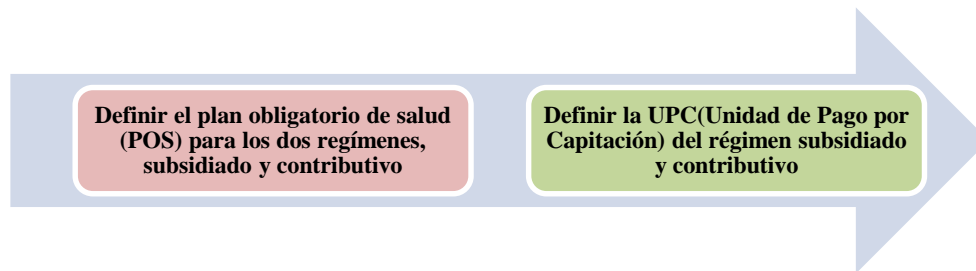 Definir el plan obligatorio de salud
(POS) para los dos regímenes,
subsidiado y contributivo
Definir la UPC(Unidad de Pago por
Capitación) del régimen subsidiado
y contributivo